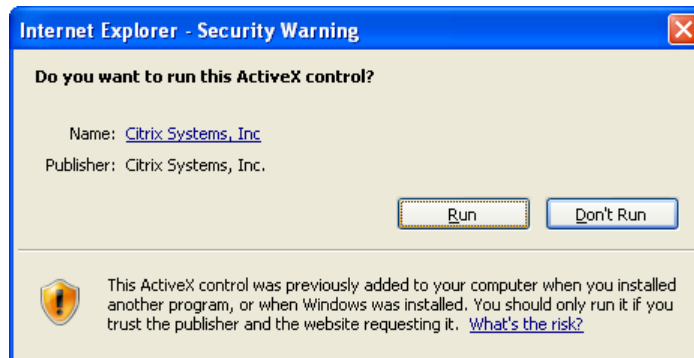 Internet Explorer - Security Warning
Do you want to run this ActiveX control?
Name: Citrix Systems, Inc
Publisher: Citrix Systems, Inc.
Run Don't Run
This ActiveX control was previously added to your computer when you installed
another program, or when Windows was installed. You should only run it if you
trust the publisher and the website requesting it. What's the risk?